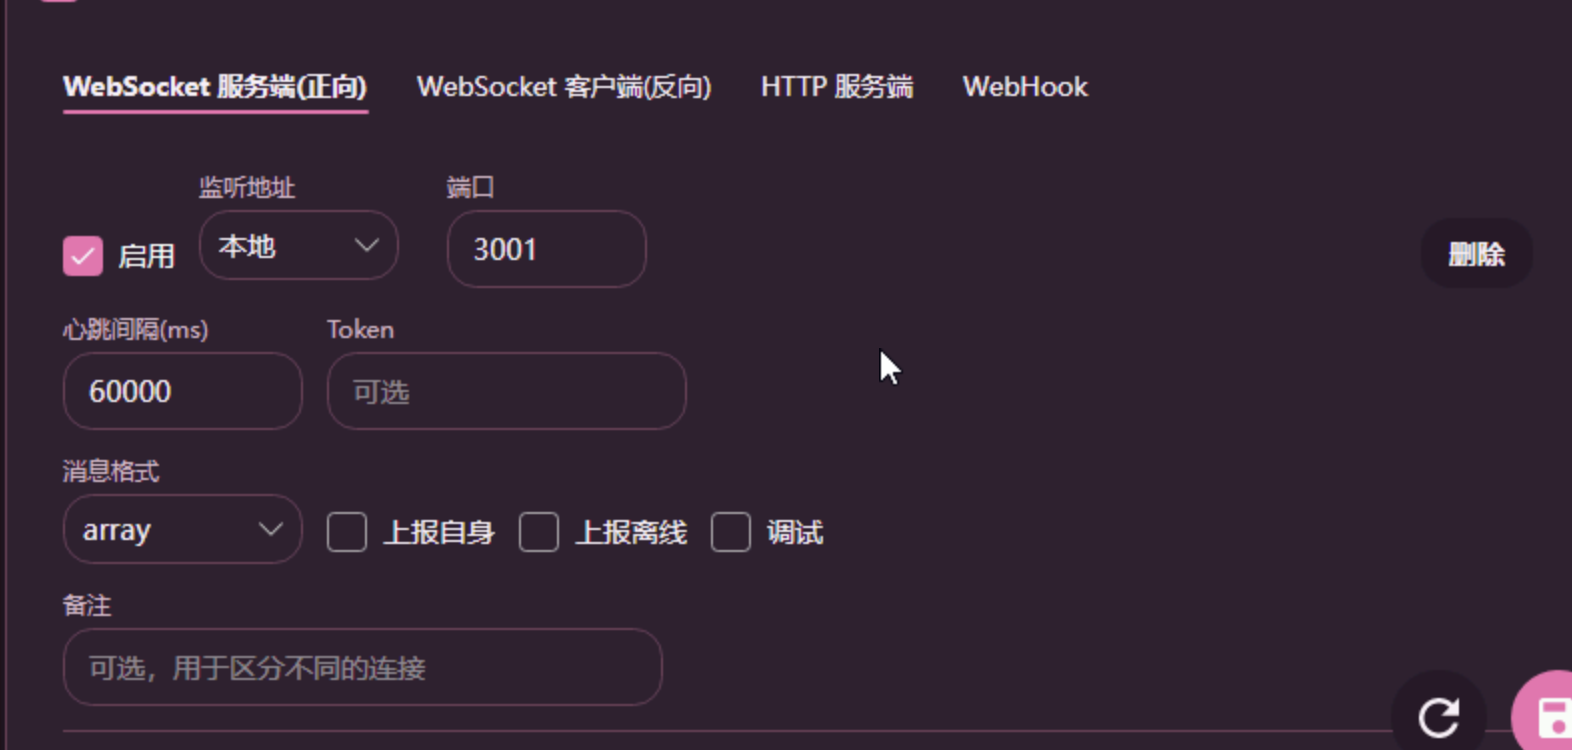 WebSocket 服务端(正向) WebSocket 客户端(反向) HTTP 服务端 WebHook
监听地址 端口
启用 本地 3001 删除
心跳间隔(ms) Token
60000 可选
消息格式
array 上报自身 上报离线 调试
备注
可选，用于区分不同的连接